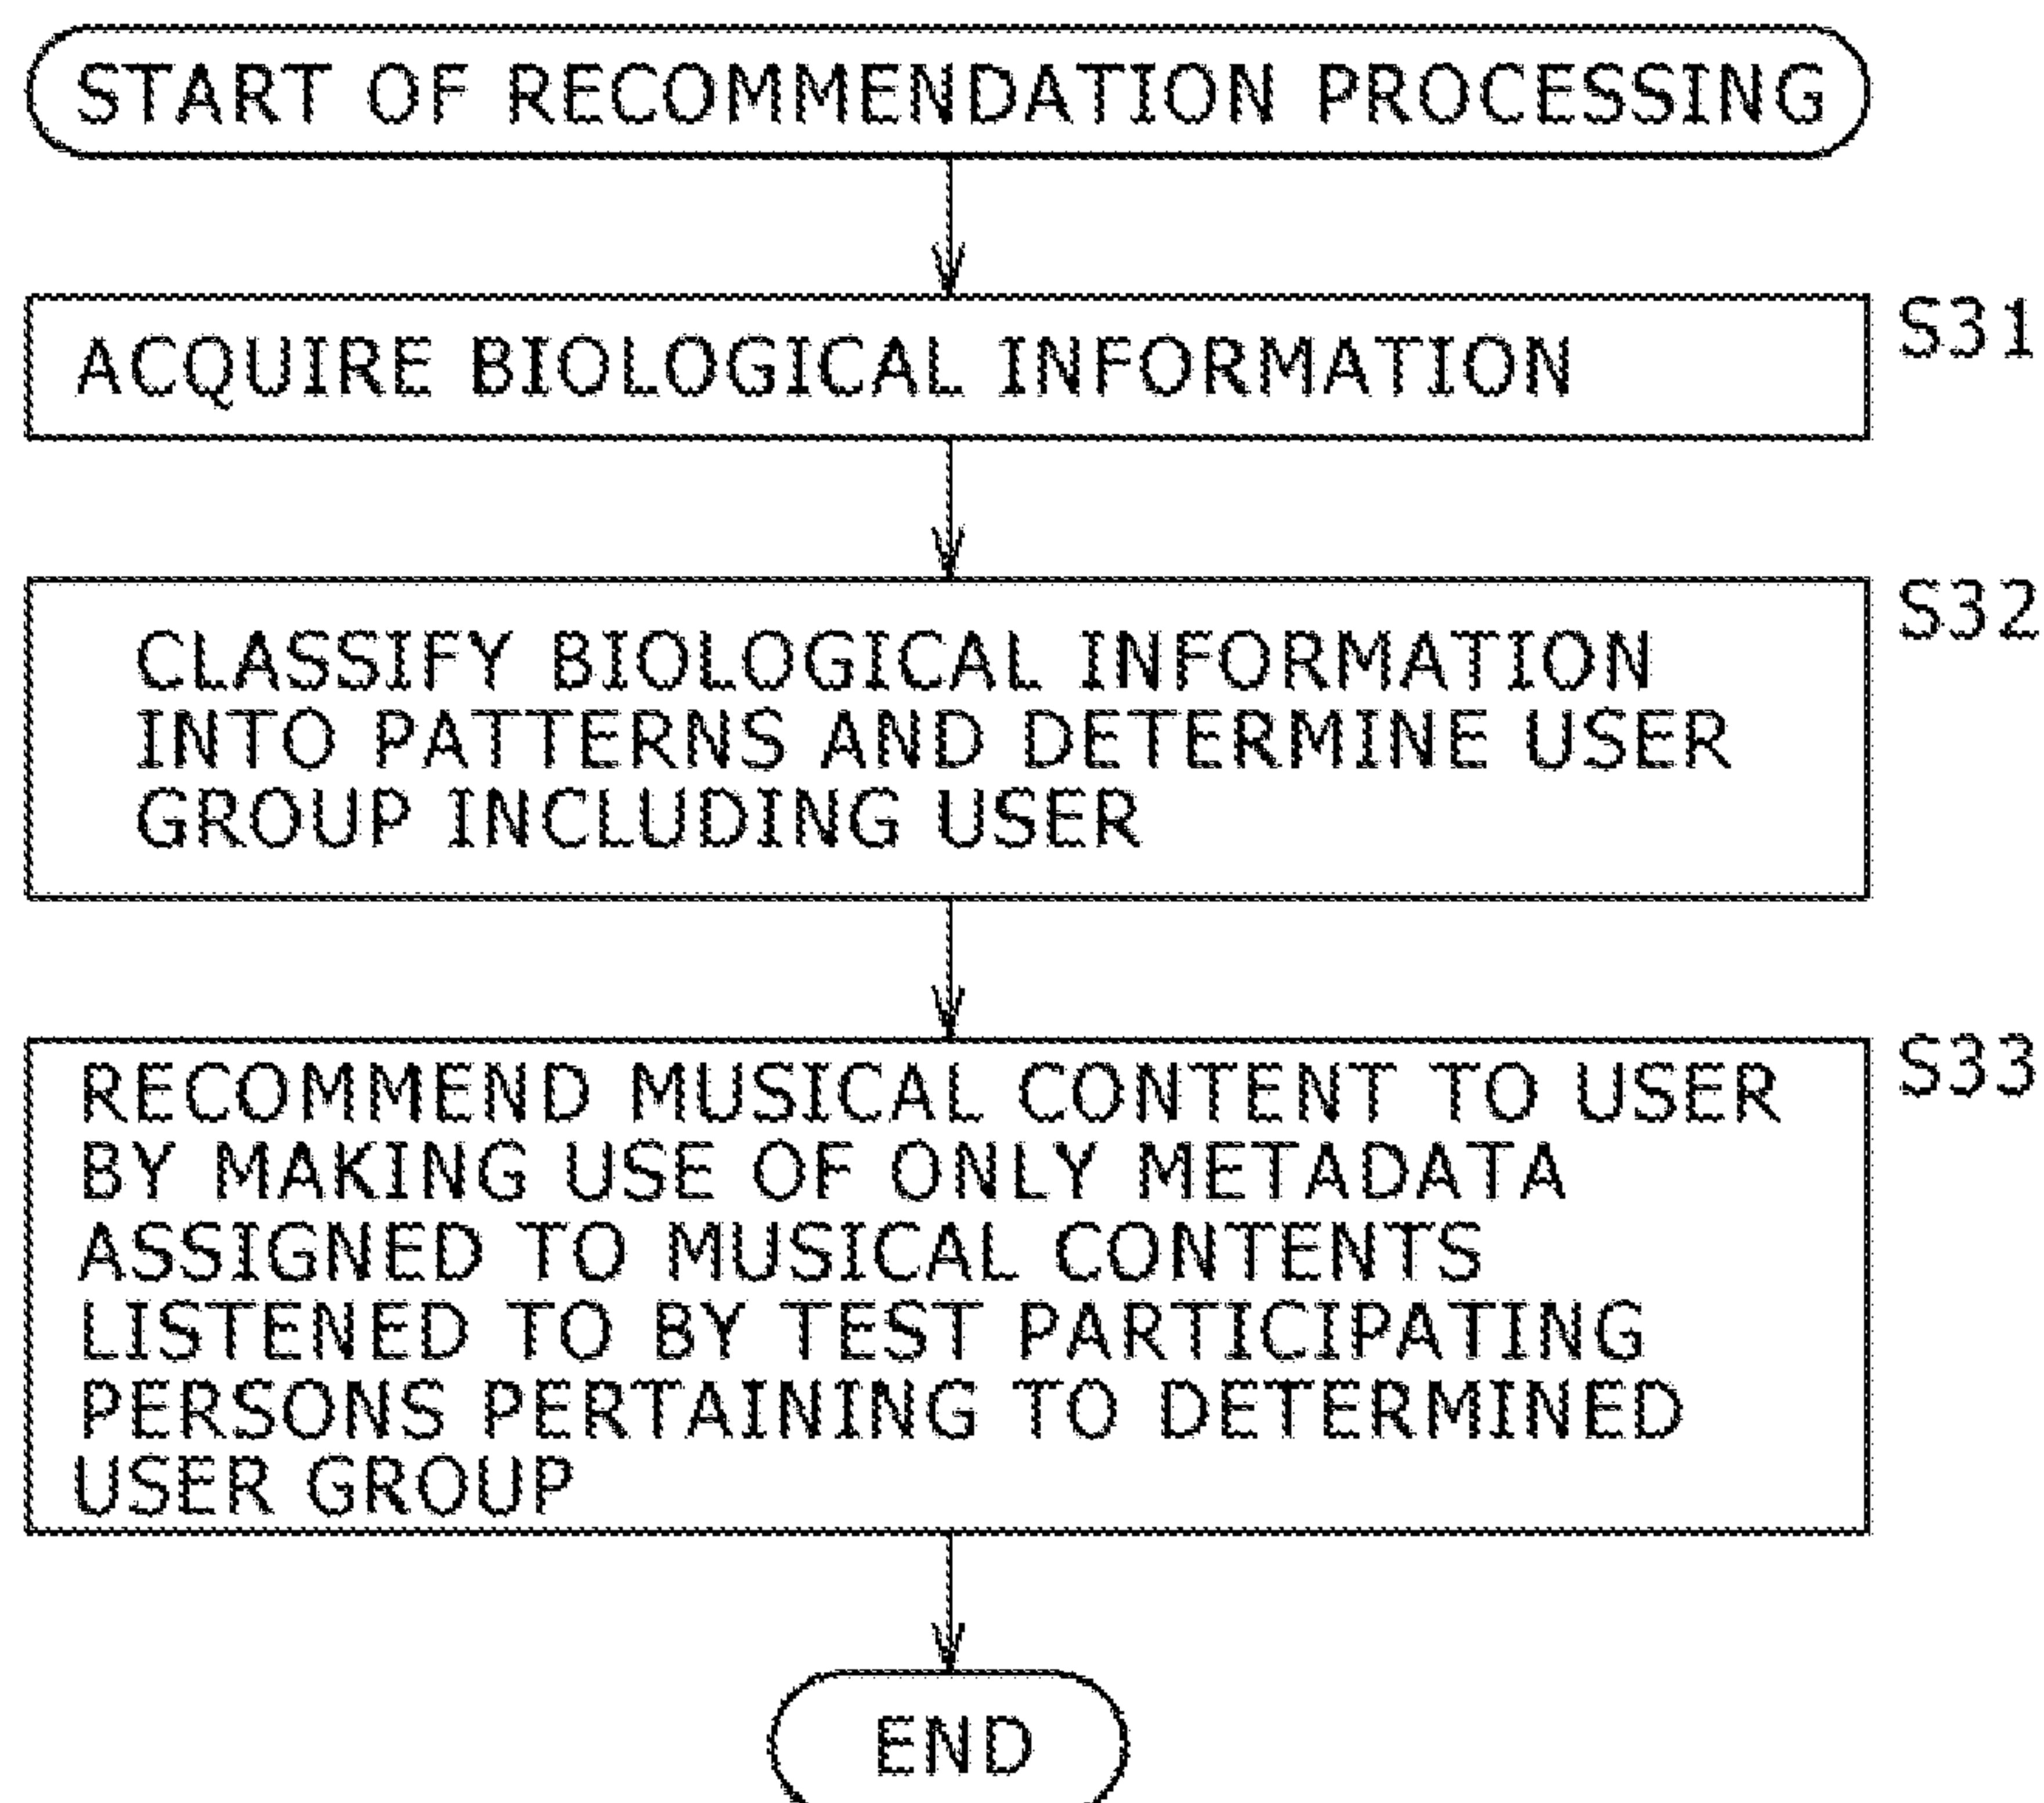 START OF RECOMMENDATION PROCESSING
ACQUIRE BIOLOGICAL INFORMATION
S31
CLASSIFY BIOLOGICAL INFORMATION
INTO PATTERNS AND DETERMINE USER
GROUP INCLUDING USER
S32
RECOMMEND MUSICAL CONTENT TO USER
BY MAKING USE OF ONLY METADATA
ASSIGNED TO MUSICAL CONTENTS
LISTENED TO BY TEST PARTICIPATING
PERSONS PERTAINING TO DETERMINED
USER GROUP
S33
END